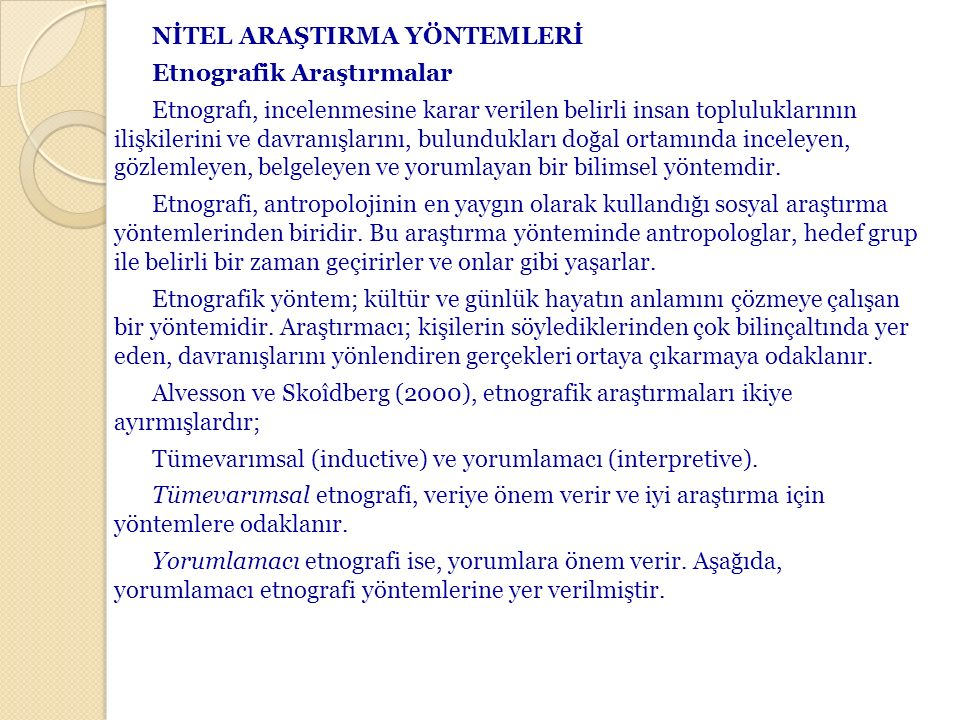 NİTEL ARAŞTIRMA YÖNTEMLERİ
Etnografik Araştırmalar
Etnografı, incelenmesine karar verilen belirli insan topluluklarının
ilişkilerini ve davranışlarını, bulundukları doğal ortamında inceleyen,
gözlemleyen, belgeleyen ve yorumlayan bir bilimsel yöntemdir.
Etnografi, antropolojinin en yaygın olarak kullandığı sosyal araştırma
yöntemlerinden biridir. Bu araştırma yönteminde antropologlar, hedef grup
ile belirli bir zaman geçirirler ve onlar gibi yaşarlar.
Etnografik yöntem; kültür ve günlük hayatın anlamını çözmeye çalışan
bir yöntemidir. Araştırmacı; kişilerin söylediklerinden çok bilinçaltında yer
eden, davranışlarını yönlendiren gerçekleri ortaya çıkarmaya odaklanır.
Alvesson ve Skoîdberg (2000), etnografik araştırmaları ikiye
ayırmışlardır;
Tümevarımsal (inductive) ve yorumlamacı (interpretive).
Tümevarımsal etnografi, veriye önem verir ve iyi araştırma için
yöntemlere odaklanır.
Yorumlamacı etnografi ise, yorumlara önem verir. Aşağıda,
yorumlamacı etnografi yöntemlerine yer verilmiştir.